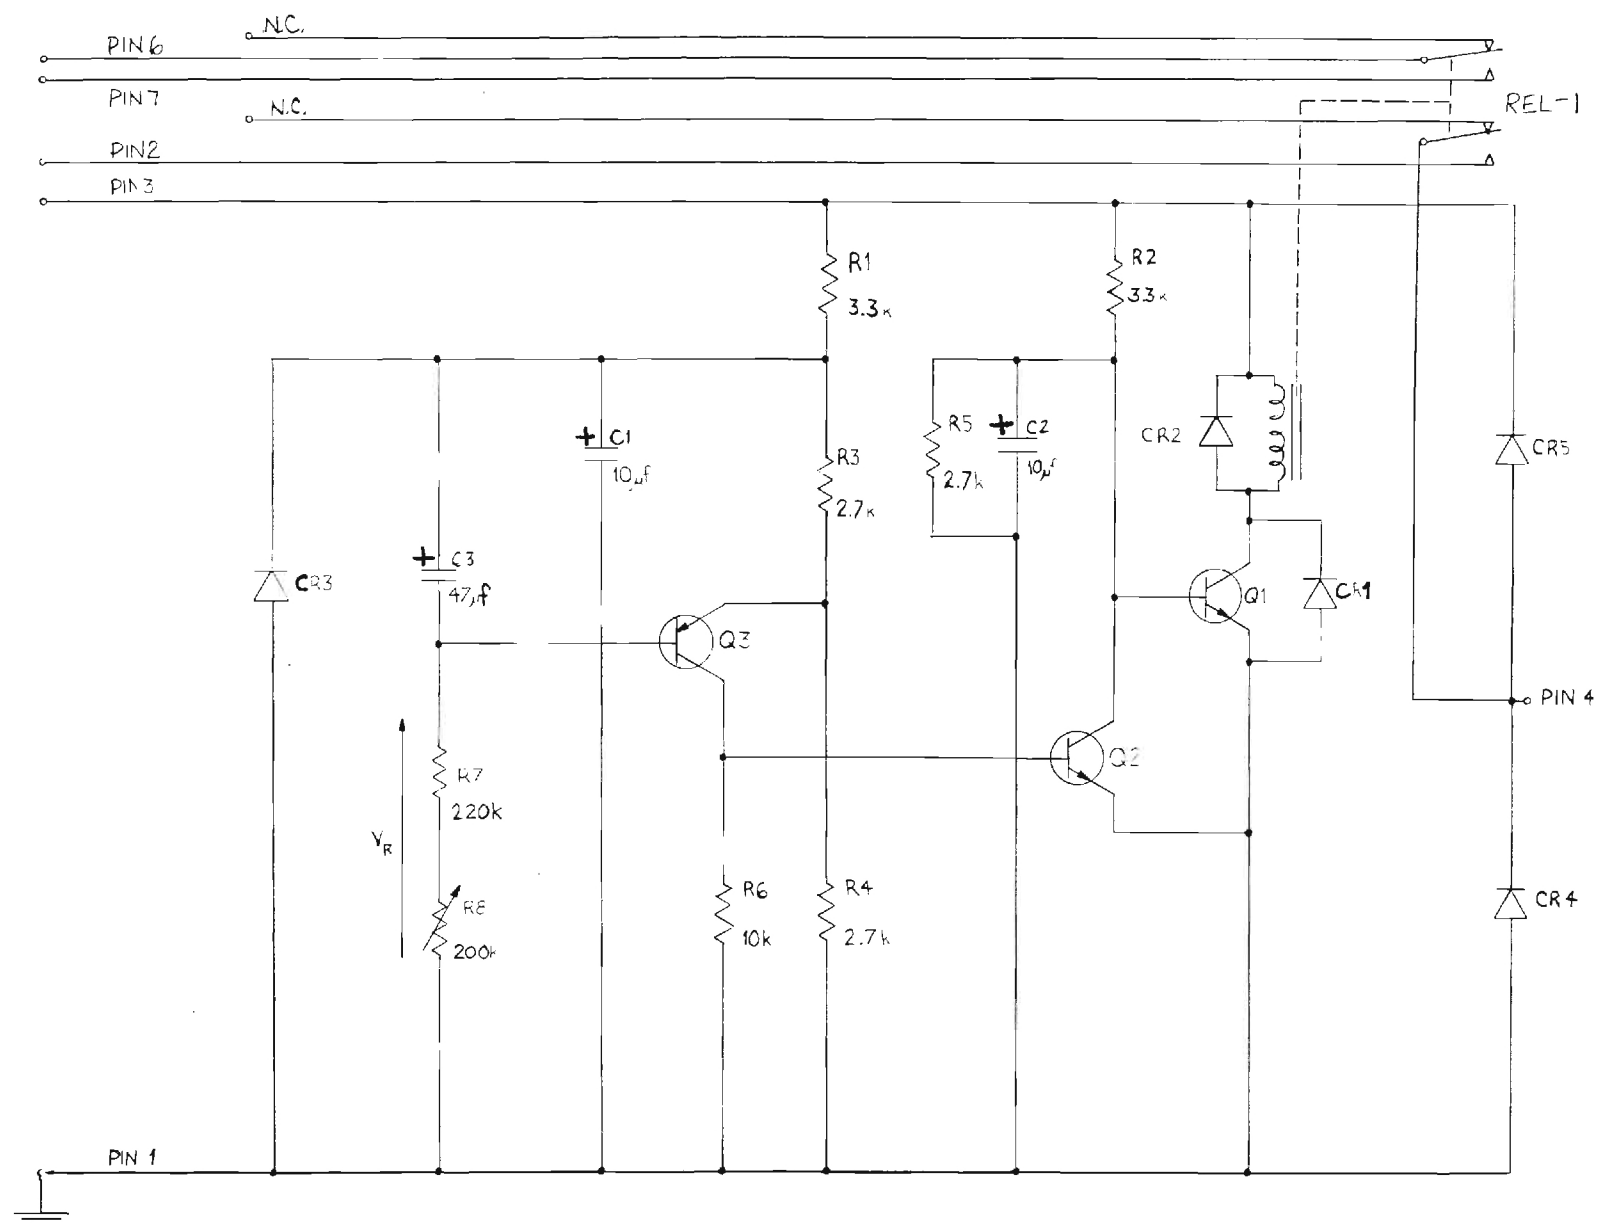 N.C.
PIN 6
PIN 7
N.C.
REL-1
PIN2
PIN 3
R1
3.3K
R2
3.3K
R5
2.7k
+ C2
10µf
+ C1
10µf
R3
2.7K
CR2
CR5
+ C3
47µf
CR3
Q3
Q1
CR1
PIN 4
Q2
R7
220k
VR
R8
200k
R6
10k
R4
2.7k
CR4
PIN 1